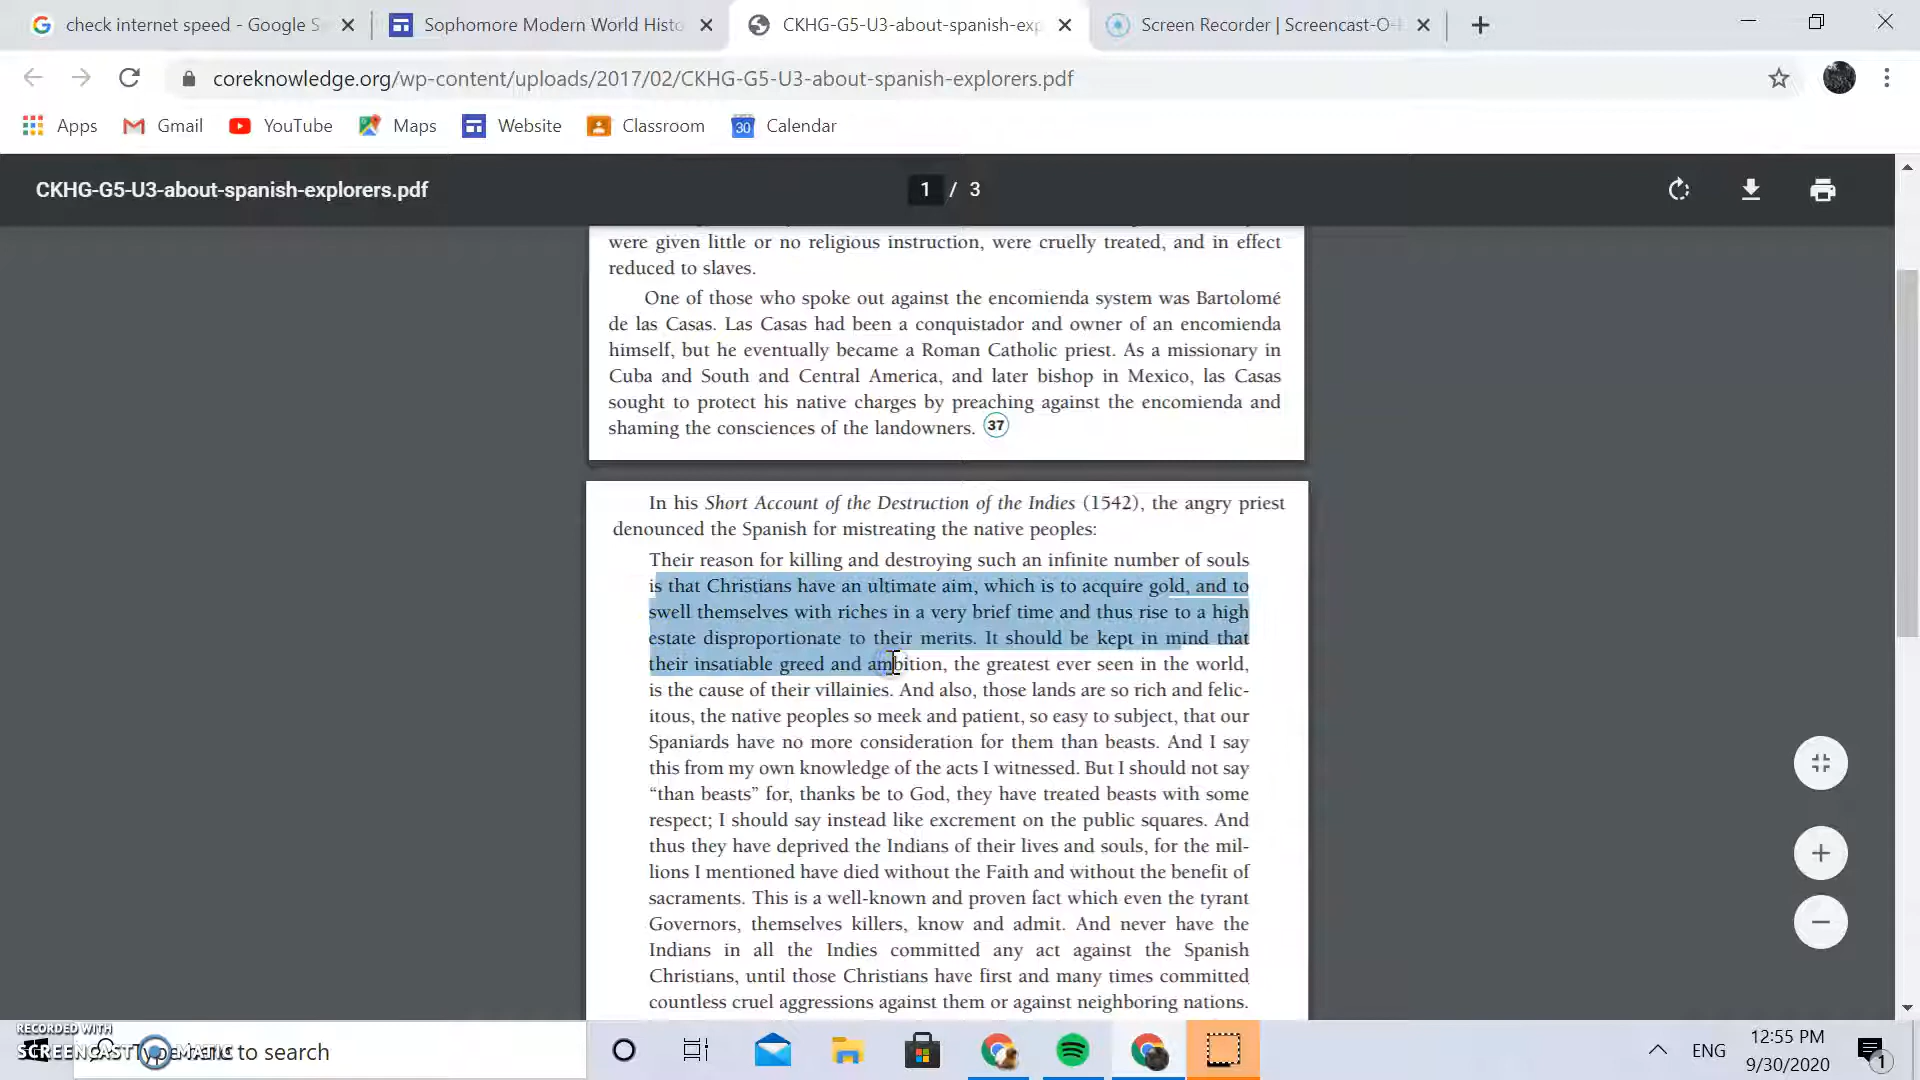 check internet speed - Google S
Sophomore Modern World Histo
CKHG-G5-U3-about-spanish-exp
Screen Recorder | Screencast-O-
coreknowledge.org/wp-content/uploads/2017/02/CKHG-G5-U3-about-spanish-explorers.pdf
Apps
Gmail
YouTube
Maps
Website
Classroom
30
Calendar
CKHG-G5-U3-about-spanish-explorers.pdf
1 / 3
were given little or no religious instruction, were cruelly treated, and in effect
reduced to slaves.
One of those who spoke out against the encomienda system was Bartolomé
de las Casas. Las Casas had been a conquistador and owner of an encomienda
himself, but he eventually became a Roman Catholic priest. As a missionary in
Cuba and South and Central America, and later bishop in Mexico, las Casas
sought to protect his native charges by preaching against the encomienda and
shaming the consciences of the landowners. 37
In his Short Account of the Destruction of the Indies (1542), the angry priest
denounced the Spanish for mistreating the native peoples:
Their reason for killing and destroying such an infinite number of souls
is that Christians have an ultimate aim, which is to acquire gold, and to
swell themselves with riches in a very brief time and thus rise to a high
estate disproportionate to their merits. It should be kept in mind that
their insatiable greed and ambition, the greatest ever seen in the world,
is the cause of their villainies. And also, those lands are so rich and felic-
itous, the native peoples so meek and patient, so easy to subject, that our
Spaniards have no more consideration for them than beasts. And I say
this from my own knowledge of the acts I witnessed. But I should not say
“than beasts” for, thanks be to God, they have treated beasts with some
respect; I should say instead like excrement on the public squares. And
thus they have deprived the Indians of their lives and souls, for the mil-
lions I mentioned have died without the Faith and without the benefit of
sacraments. This is a well-known and proven fact which even the tyrant
Governors, themselves killers, know and admit. And never have the
Indians in all the Indies committed any act against the Spanish
Christians, until those Christians have first and many times committed
countless cruel aggressions against them or against neighboring nations.
RECORDED WITH
SCREENCAST MATIC
Type here to search
ENG
12:55 PM
9/30/2020
1